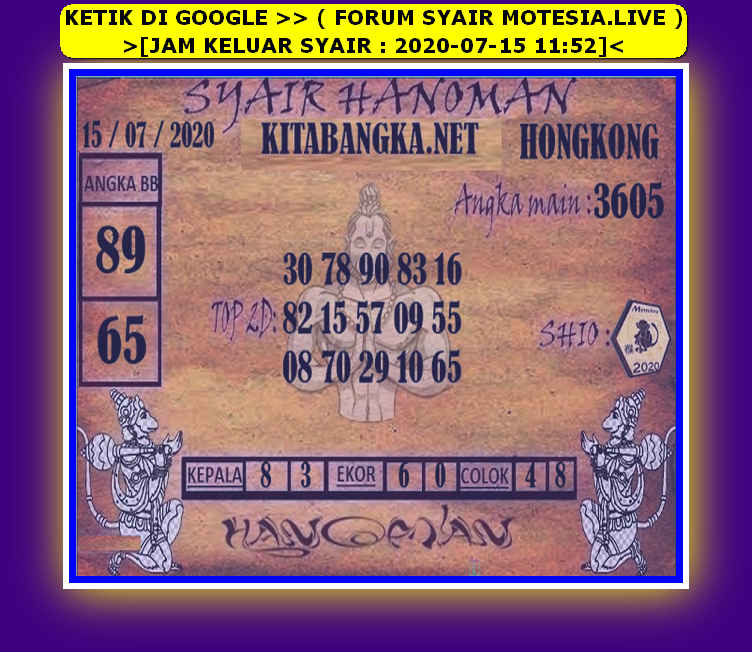 KETIK DI GOOGLE >> ( FORUM SYAIR MOTESIA.LIVE )
>[JAM KELUAR SYAIR : 2020-07-15 11:52]<
SYAIR HANOMAN
15 / 07 / 2020 KITABANGKA.NET HONGKONG
ANGKA BB
Angka main : 3605
89
30 78 90 83 16
TOP 2D: 82 15 57 09 55
SHIO :
65
08 70 29 10 65
2020
KEPALA 8 3 EKOR 6 0 COLOK 4 8
HANOMAN